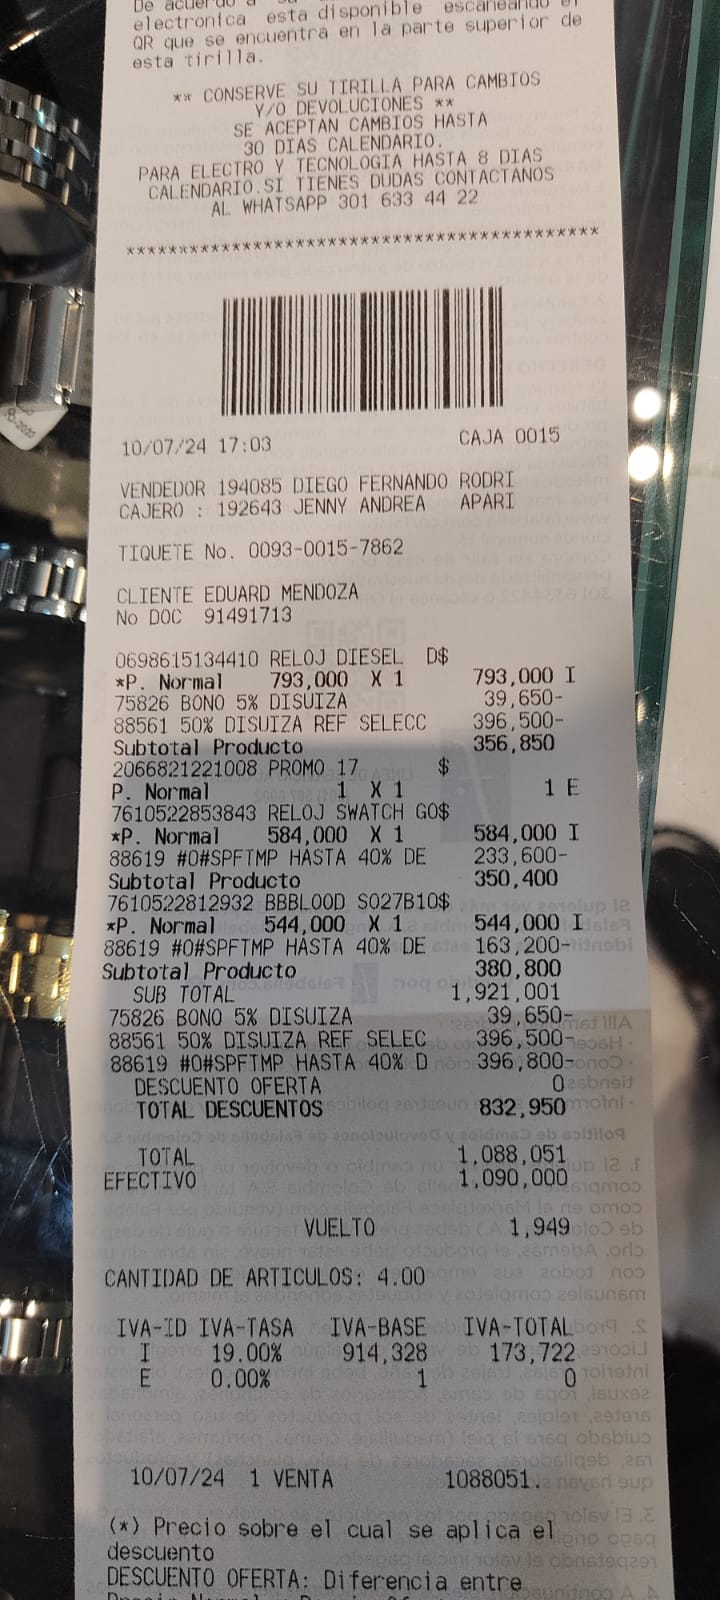 De acuerdo a su
electronica esta disponible escaneando el
QR que se encuentra en la parte superior de
esta tirilla.
** CONSERVE SU TIRILLA PARA CAMBIOS
Y/O DEVOLUCIONES **
SE ACEPTAN CAMBIOS HASTA
30 DIAS CALENDARIO.
PARA ELECTRO Y TECNOLOGIA HASTA 8 DIAS
CALENDARIO.SI TIENES DUDAS CONTACTANOS
AL WHATSAPP 301 633 44 22
******************************************
10/07/24 17:03 CAJA 0015
VENDEDOR 194085 DIEGO FERNANDO RODRI
CAJERO : 192643 JENNY ANDREA APARI
TIQUETE No. 0093-0015-7862
CLIENTE EDUARD MENDOZA
No DOC 91491713
0698615134410 RELOJ DIESEL D$
*P. Normal 793,000 X 1 793,000 I
75826 BONO 5% DISUIZA 39,650-
88561 50% DISUIZA REF SELECC 396,500-
Subtotal Producto 356,850
2066821221008 PROMO 17 $
P. Normal 1 X 1 1 E
7610522853843 RELOJ SWATCH GO$
*P. Normal 584,000 X 1 584,000 I
88619 #0#SPFTMP HASTA 40% DE 233,600-
Subtotal Producto 350,400
7610522812932 BBBLOOD S027B10$
*P. Normal 544,000 X 1 544,000 I
88619 #0#SPFTMP HASTA 40% DE 163,200-
Subtotal Producto 380,800
SUB TOTAL 1,921,001
75826 BONO 5% DISUIZA 39,650-
88561 50% DISUIZA REF SELEC 396,500-
88619 #0#SPFTMP HASTA 40% D 396,800-
DESCUENTO OFERTA 0
TOTAL DESCUENTOS 832,950
TOTAL 1,088,051
EFECTIVO 1,090,000
VUELTO 1,949
CANTIDAD DE ARTICULOS: 4.00
IVA-ID IVA-TASA IVA-BASE IVA-TOTAL
I 19.00% 914,328 173,722
E 0.00% 1 0
10/07/24 1 VENTA 1088051.
(*) Precio sobre el cual se aplica el
descuento
DESCUENTO OFERTA: Diferencia entre